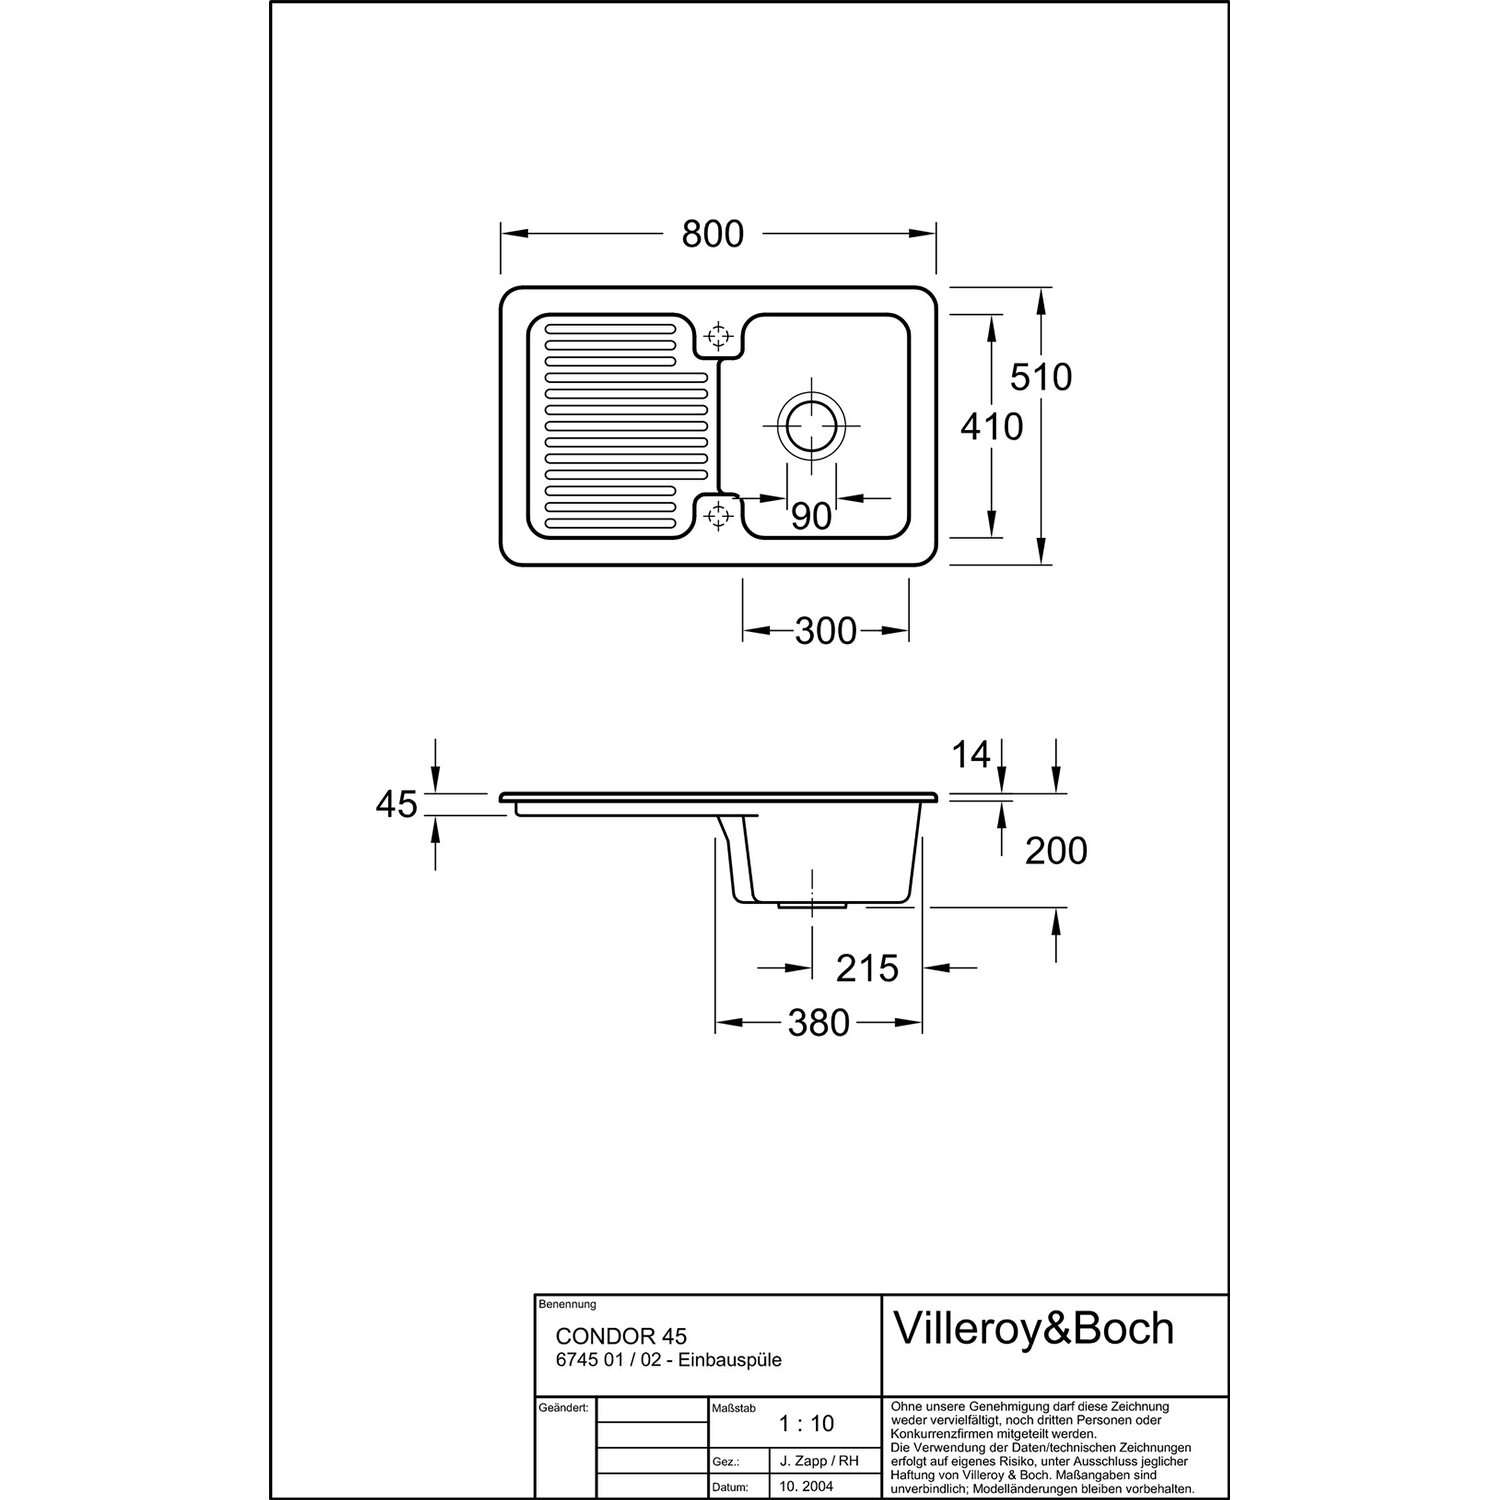 800
510
410
90
300
14
45
200
215
380
Benennung
CONDOR 45
6745 01 / 02 - Einbauspüle
Villeroy&Boch
Geändert:
Maßstab
1 : 10
Gez.:
J. Zapp / RH
Datum:
10. 2004
Ohne unsere Genehmigung darf diese Zeichnung
weder vervielfältigt, noch dritten Personen oder
Konkurrenzfirmen mitgeteilt werden.
Die Verwendung der Daten/technischen Zeichnungen
erfolgt auf eigenes Risiko, unter Ausschluss jeglicher
Haftung von Villeroy & Boch. Maßangaben sind
unverbindlich; Modelländerungen bleiben vorbehalten.